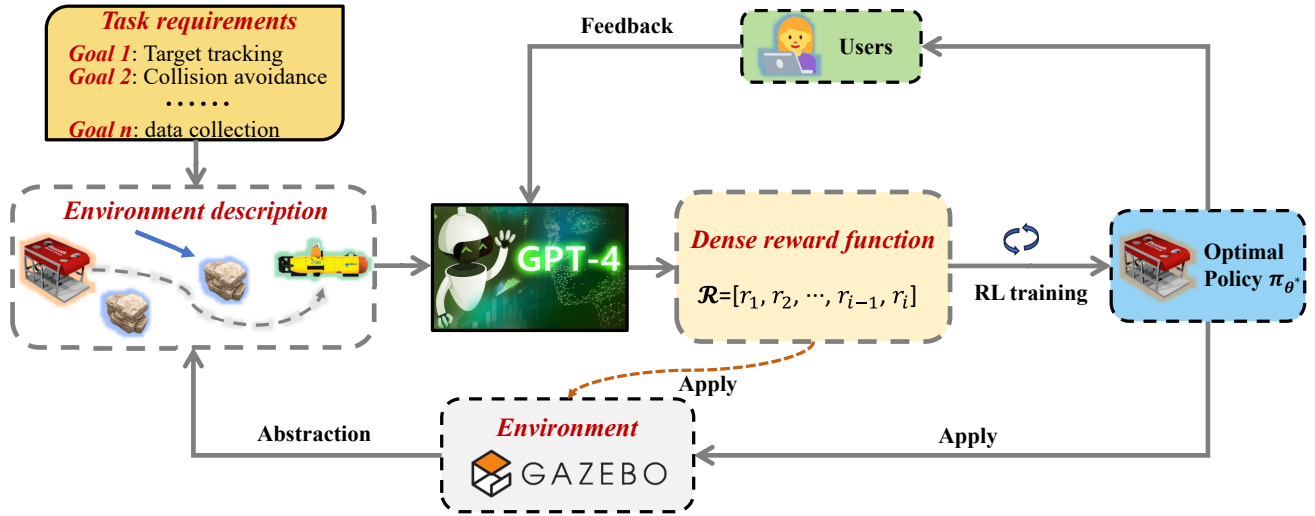 Task requirements
Goal 1: Target tracking
Goal 2: Collision avoidance
······
Goal n: data collection
Feedback
Users
Environment description
GPT-4
Dense reward function
𝓡=[r₁, r₂, ⋯, rᵢ₋₁, rᵢ]
RL training
Optimal
Policy π_θ*
Apply
Environment
GAZEBO
Abstraction
Apply